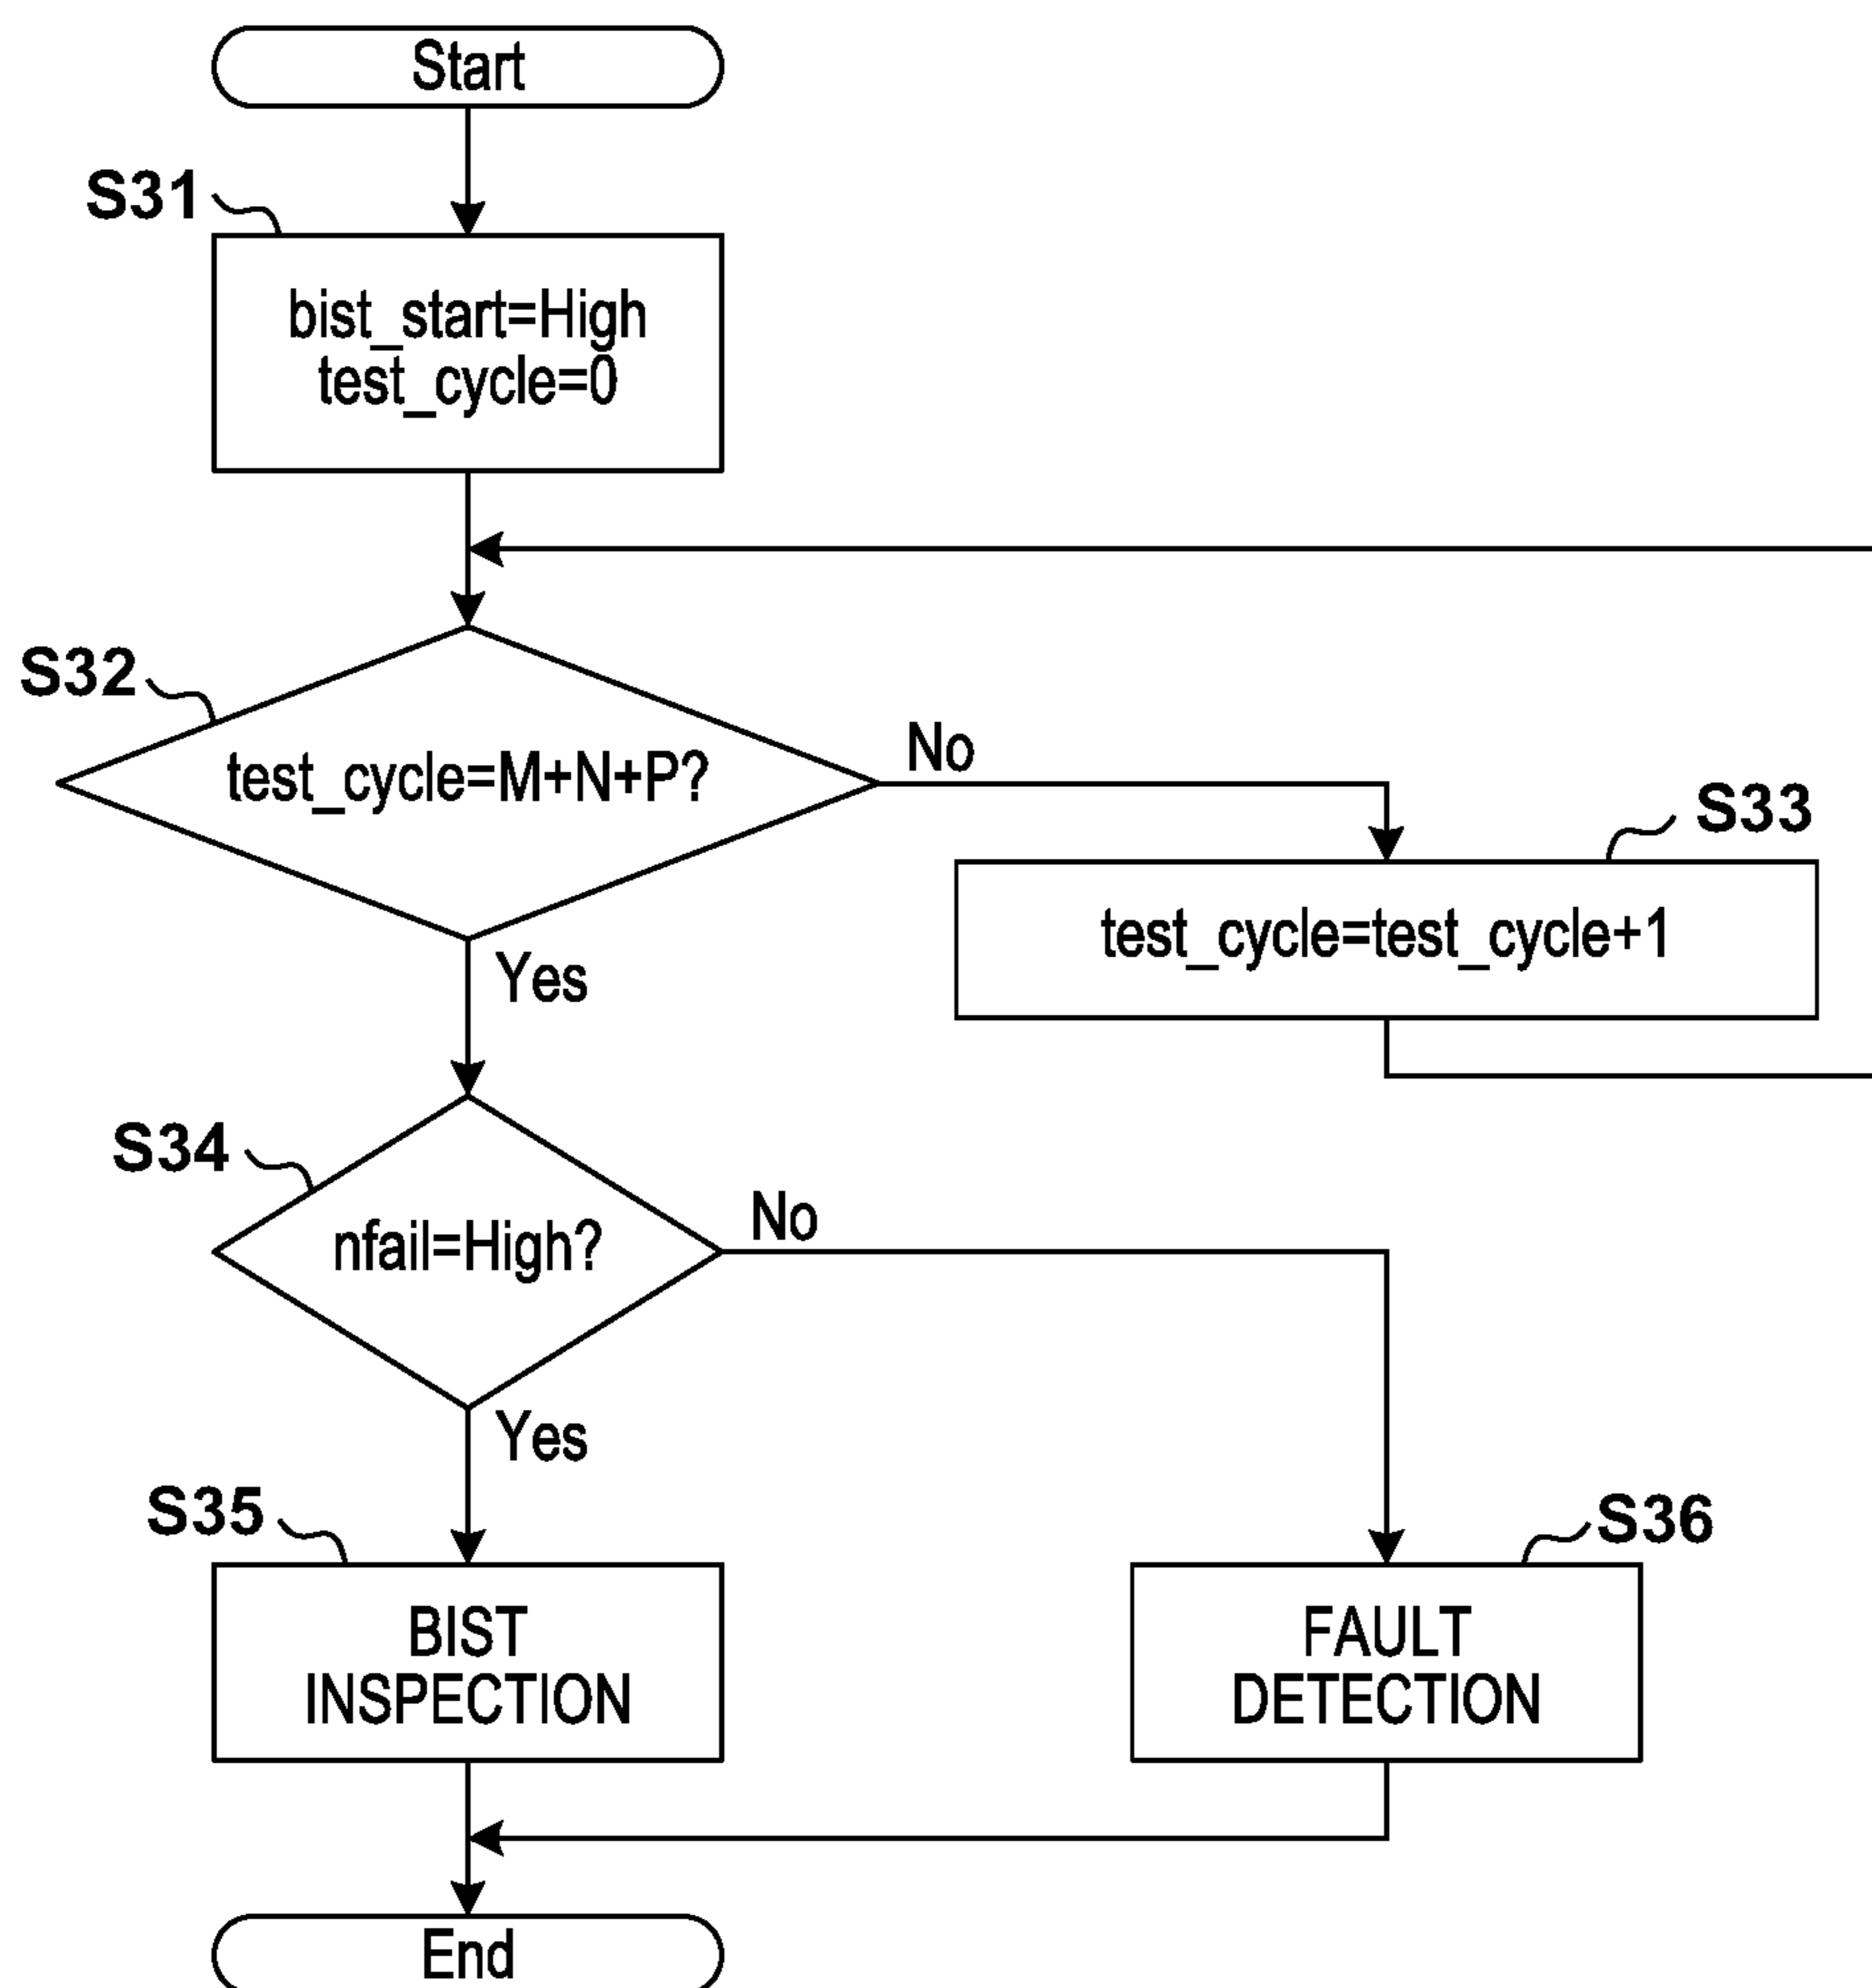 Start
S31
bist_start=High
test_cycle=0
S32
test_cycle=M+N+P?
No
S33
test_cycle=test_cycle+1
Yes
S34
nfail=High?
No
Yes
S35
BIST
INSPECTION
S36
FAULT
DETECTION
End